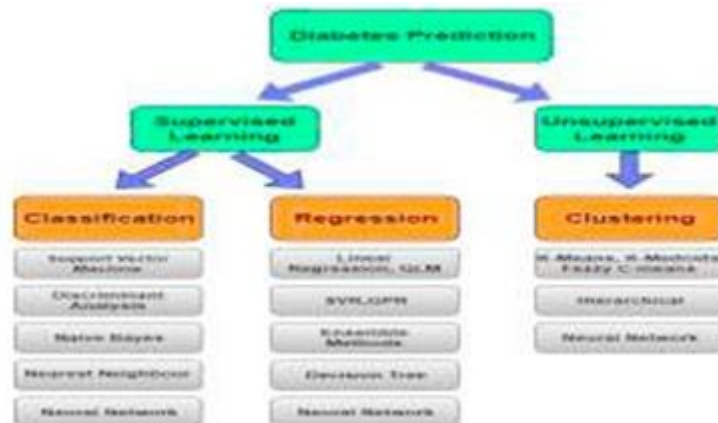 Diabetes Prediction
Supervised
Learning
Unsupervised
Learning
Classification
Support Vector
Machine
Discriminant
Analysis
Naive Bayes
Nearest Neighbour
Neural Network
Regression
Linear
Regression, GLM
SVR, GPR
Ensemble
Methods
Decision Tree
Neural Network
Clustering
K-Means, K-Medoids
Fuzzy C-means
Hierarchical
Neural Network